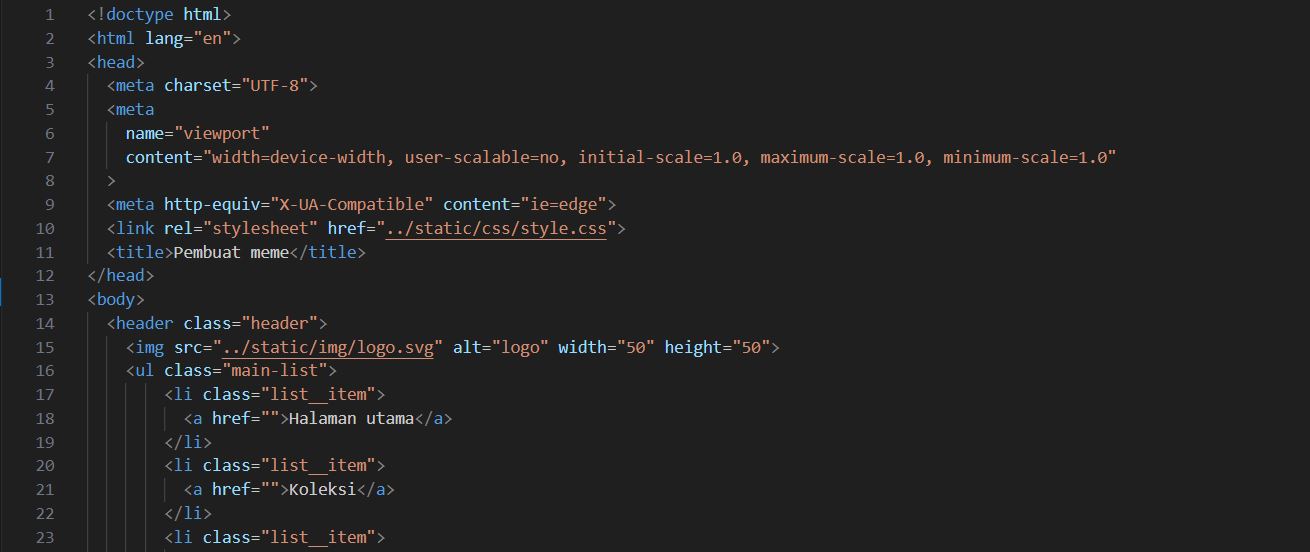 1 <!doctype html>
2 <html lang="en">
3 <head>
4 <meta charset="UTF-8">
5 <meta
6 name="viewport"
7 content="width=device-width, user-scalable=no, initial-scale=1.0, maximum-scale=1.0, minimum-scale=1.0"
8 >
9 <meta http-equiv="X-UA-Compatible" content="ie=edge">
10 <link rel="stylesheet" href="../static/css/style.css">
11 <title>Pembuat meme</title>
12 </head>
13 <body>
14 <header class="header">
15 <img src="../static/img/logo.svg" alt="logo" width="50" height="50">
16 <ul class="main-list">
17 <li class="list__item">
18 <a href="">Halaman utama</a>
19 </li>
20 <li class="list__item">
21 <a href="">Koleksi</a>
22 </li>
23 <li class="list__item">